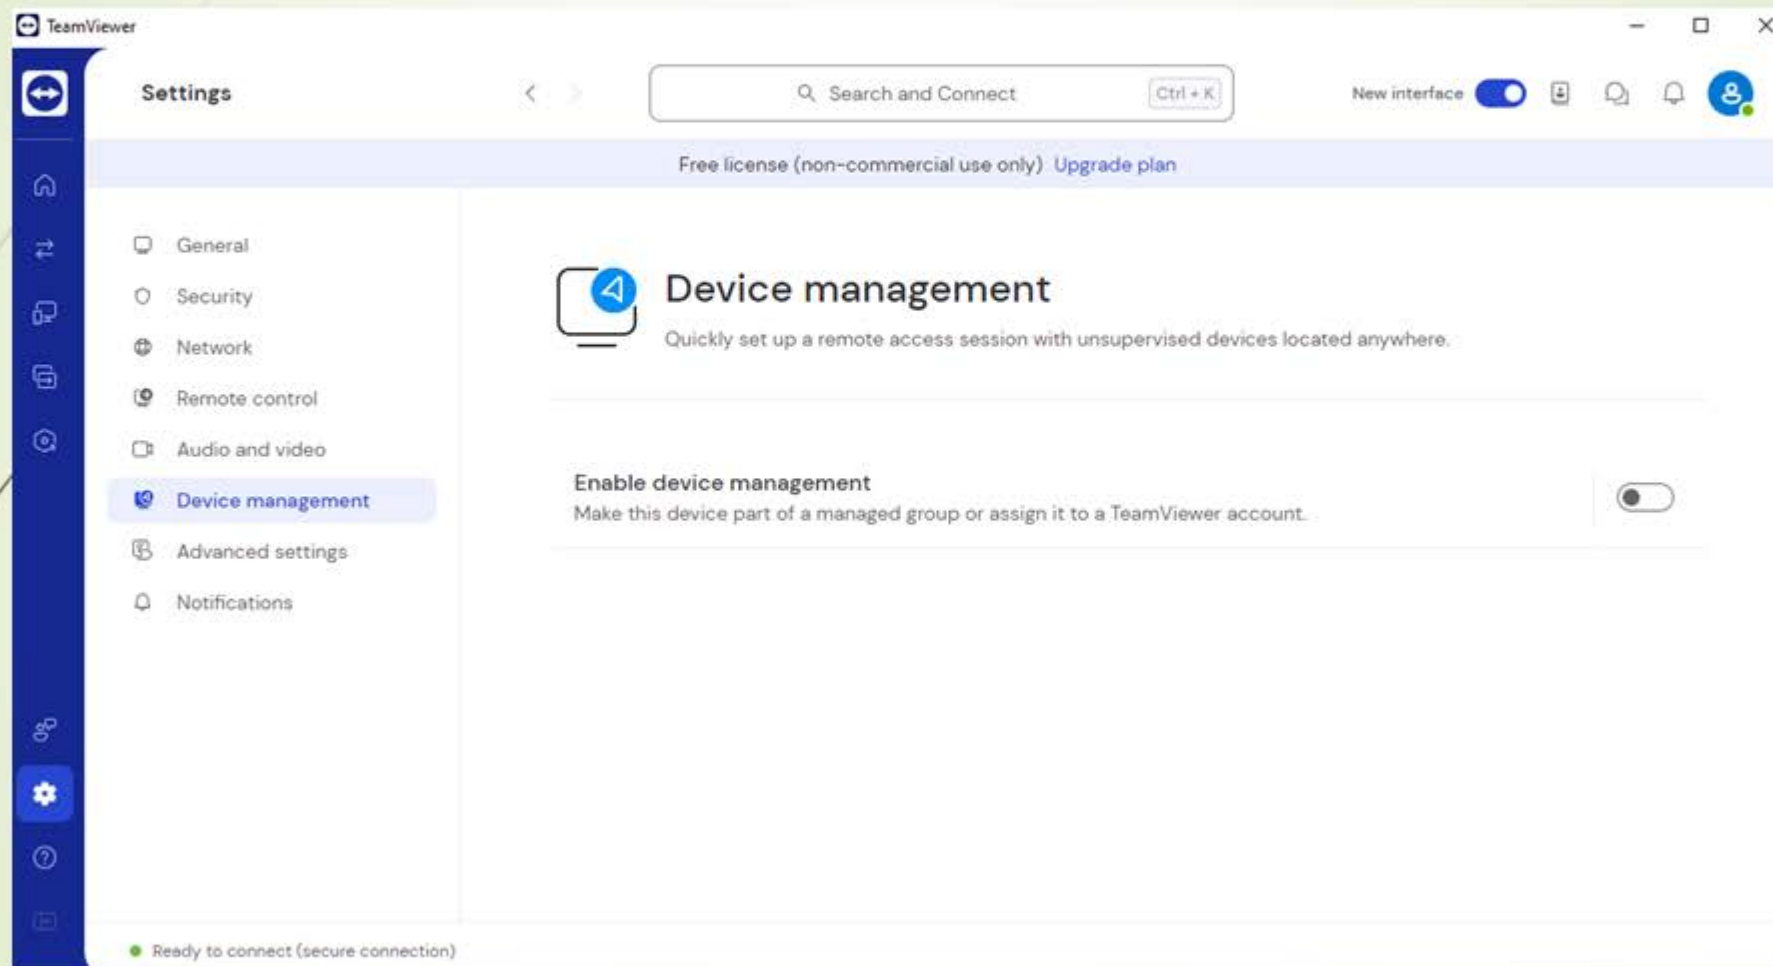 TeamViewer
Settings
Search and Connect
Ctrl + K
New interface
Free license (non-commercial use only) Upgrade plan
General
Security
Network
Remote control
Audio and video
Device management
Advanced settings
Notifications
Device management
Quickly set up a remote access session with unsupervised devices located anywhere.
Enable device management
Make this device part of a managed group or assign it to a TeamViewer account.
Ready to connect (secure connection)